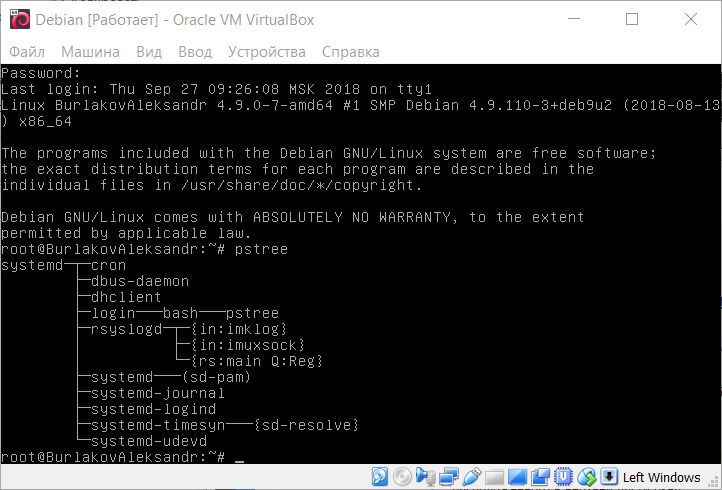 Debian [Работает] - Oracle VM VirtualBox
Файл Машина Вид Ввод Устройства Справка
Password:
Last login: Thu Sep 27 09:26:08 MSK 2018 on tty1
Linux BurlakovAleksandr 4.9.0-7-amd64 #1 SMP Debian 4.9.110-3+deb9u2 (2018-08-13
) x86_64
The programs included with the Debian GNU/Linux system are free software;
the exact distribution terms for each program are described in the
individual files in /usr/share/doc/*/copyright.
Debian GNU/Linux comes with ABSOLUTELY NO WARRANTY, to the extent
permitted by applicable law.
root@BurlakovAleksandr:~# pstree
systemd─┬─cron
        ├─dbus-daemon
        ├─dhclient
        ├─login───bash───pstree
        ├─rsyslogd─┬─{in:imklog}
        │          ├─{in:imuxsock}
        │          └─{rs:main Q:Reg}
        ├─systemd───(sd-pam)
        ├─systemd-journal
        ├─systemd-logind
        ├─systemd-timesyn───{sd-resolve}
        └─systemd-udevd
root@BurlakovAleksandr:~# _
Left Windows